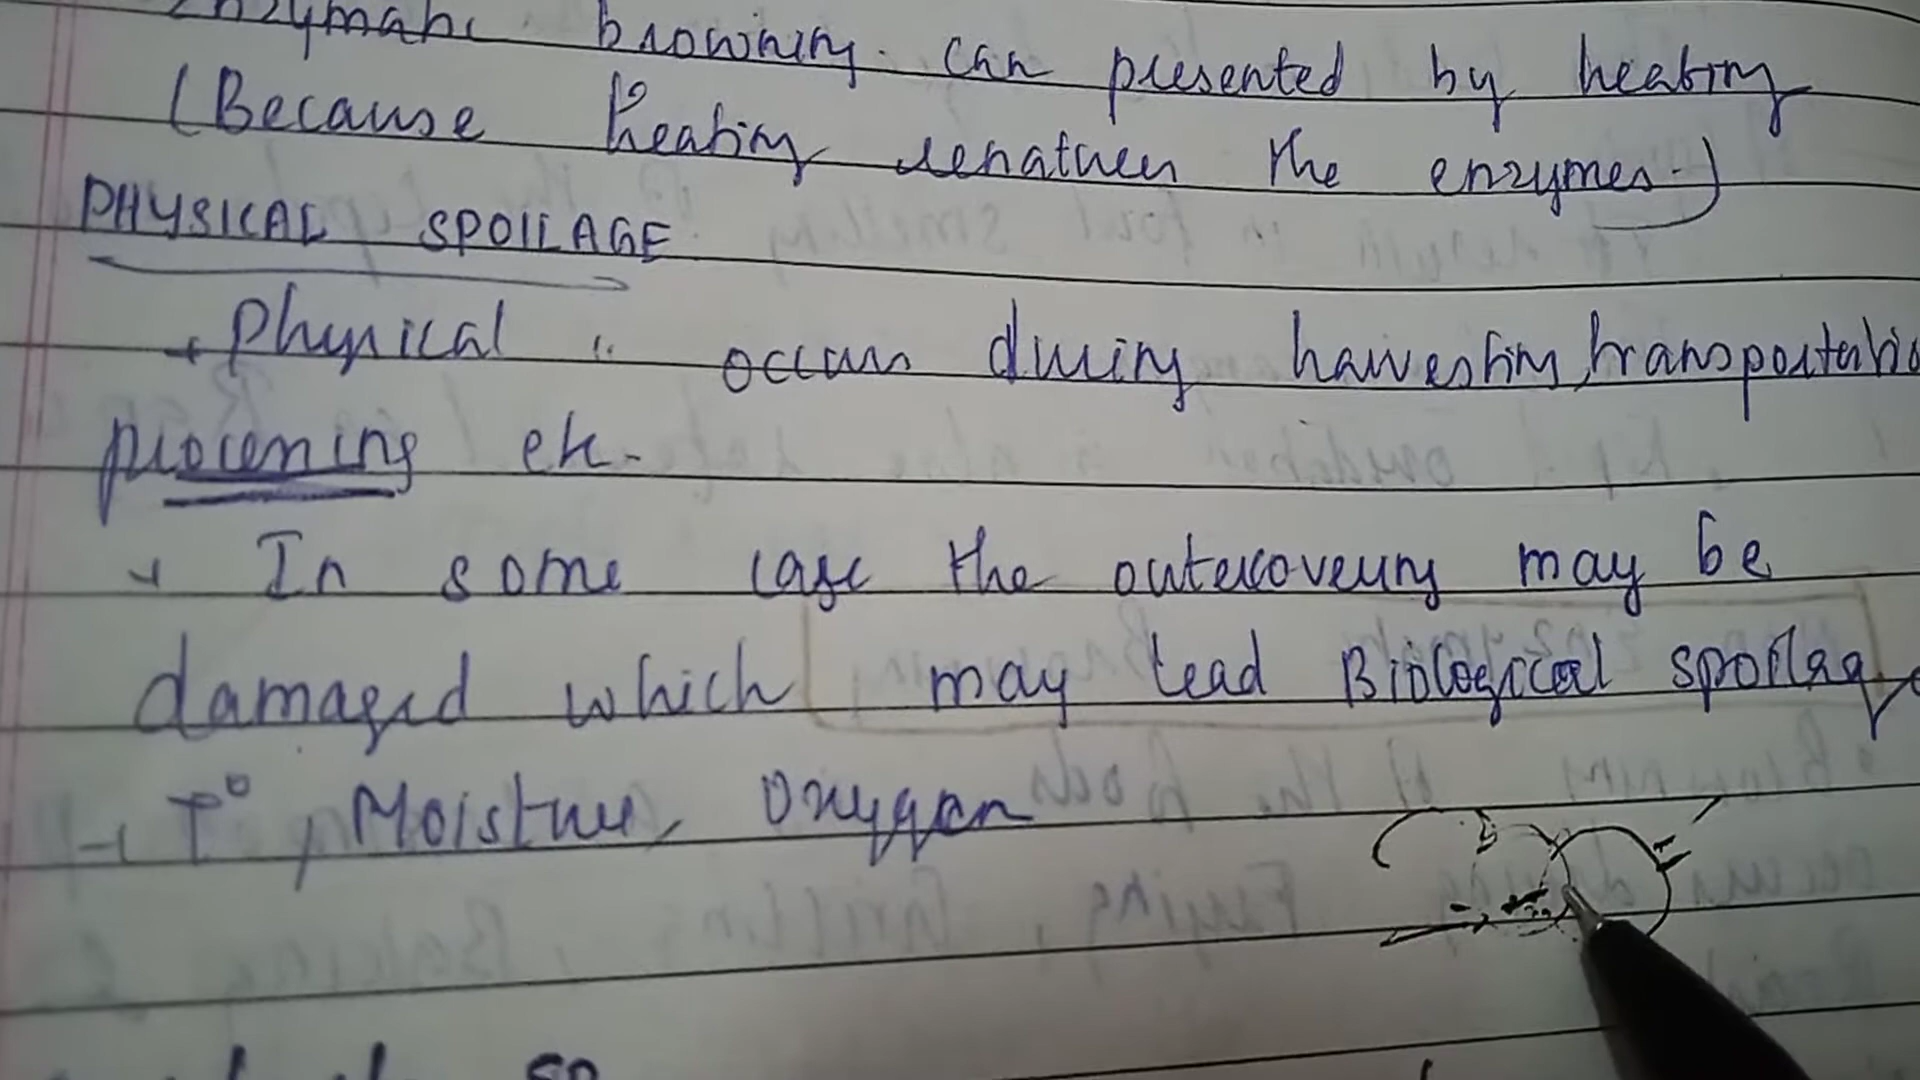 Enzymatic browning can presented by heating
(Because heating denatures the enzymes.)
PHYSICAL SPOILAGE
Physical " occurs during harvesting, transportatio
processing etc.
In some case the outercovering may be
damaged which may lead Biological spoilage
T°, Moisture, Oxygen